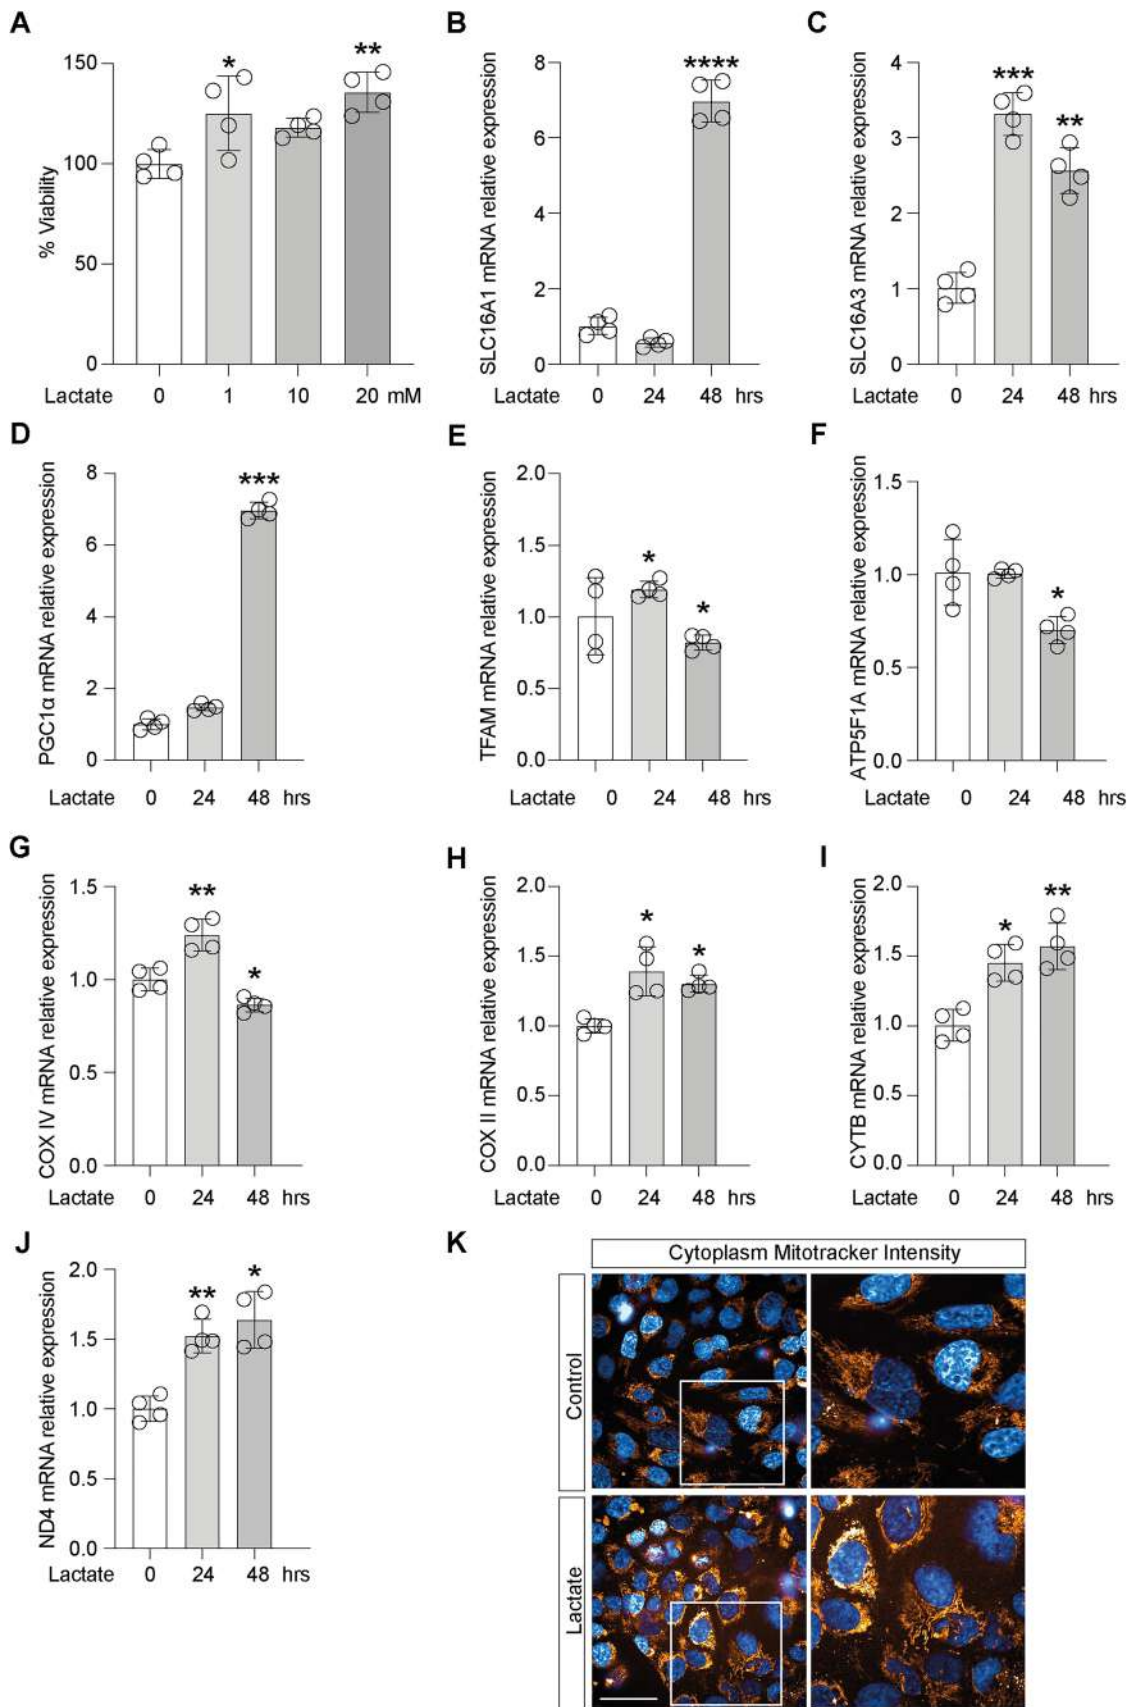 A
% Viability
150
100
50
0
* **
Lactate 0 1 10 20 mM
B
SLC16A1 mRNA relative expression
8
6
4
2
0
****
0 24 48 hrs
C
SLC16A3 mRNA relative expression
4
3
2
1
0
*** **
Lactate 0 24 48 hrs
D
PGC1α mRNA relative expression
8
6
4
2
0
***
Lactate 0 24 48 hrs
E
TFAM mRNA relative expression
2.0
1.5
1.0
0.5
0.0
* *
Lactate 0 24 48 hrs
F
ATP5F1A mRNA relative expression
1.5
1.0
0.5
0.0
*
Lactate 0 24 48 hrs
G
COX IV mRNA relative expression
1.5
1.0
0.5
0.0
** *
Lactate 0 24 48 hrs
H
COX II mRNA relative expression
2.0
1.5
1.0
0.5
0.0
* *
Lactate 0 24 48 hrs
I
CYTB mRNA relative expression
2.0
1.5
1.0
0.5
0.0
* **
Lactate 0 24 48 hrs
J
ND4 mRNA relative expression
2.0
1.5
1.0
0.5
0.0
** *
Lactate 0 24 48 hrs
K
Cytoplasm Mitotracker Intensity
Control
Lactate